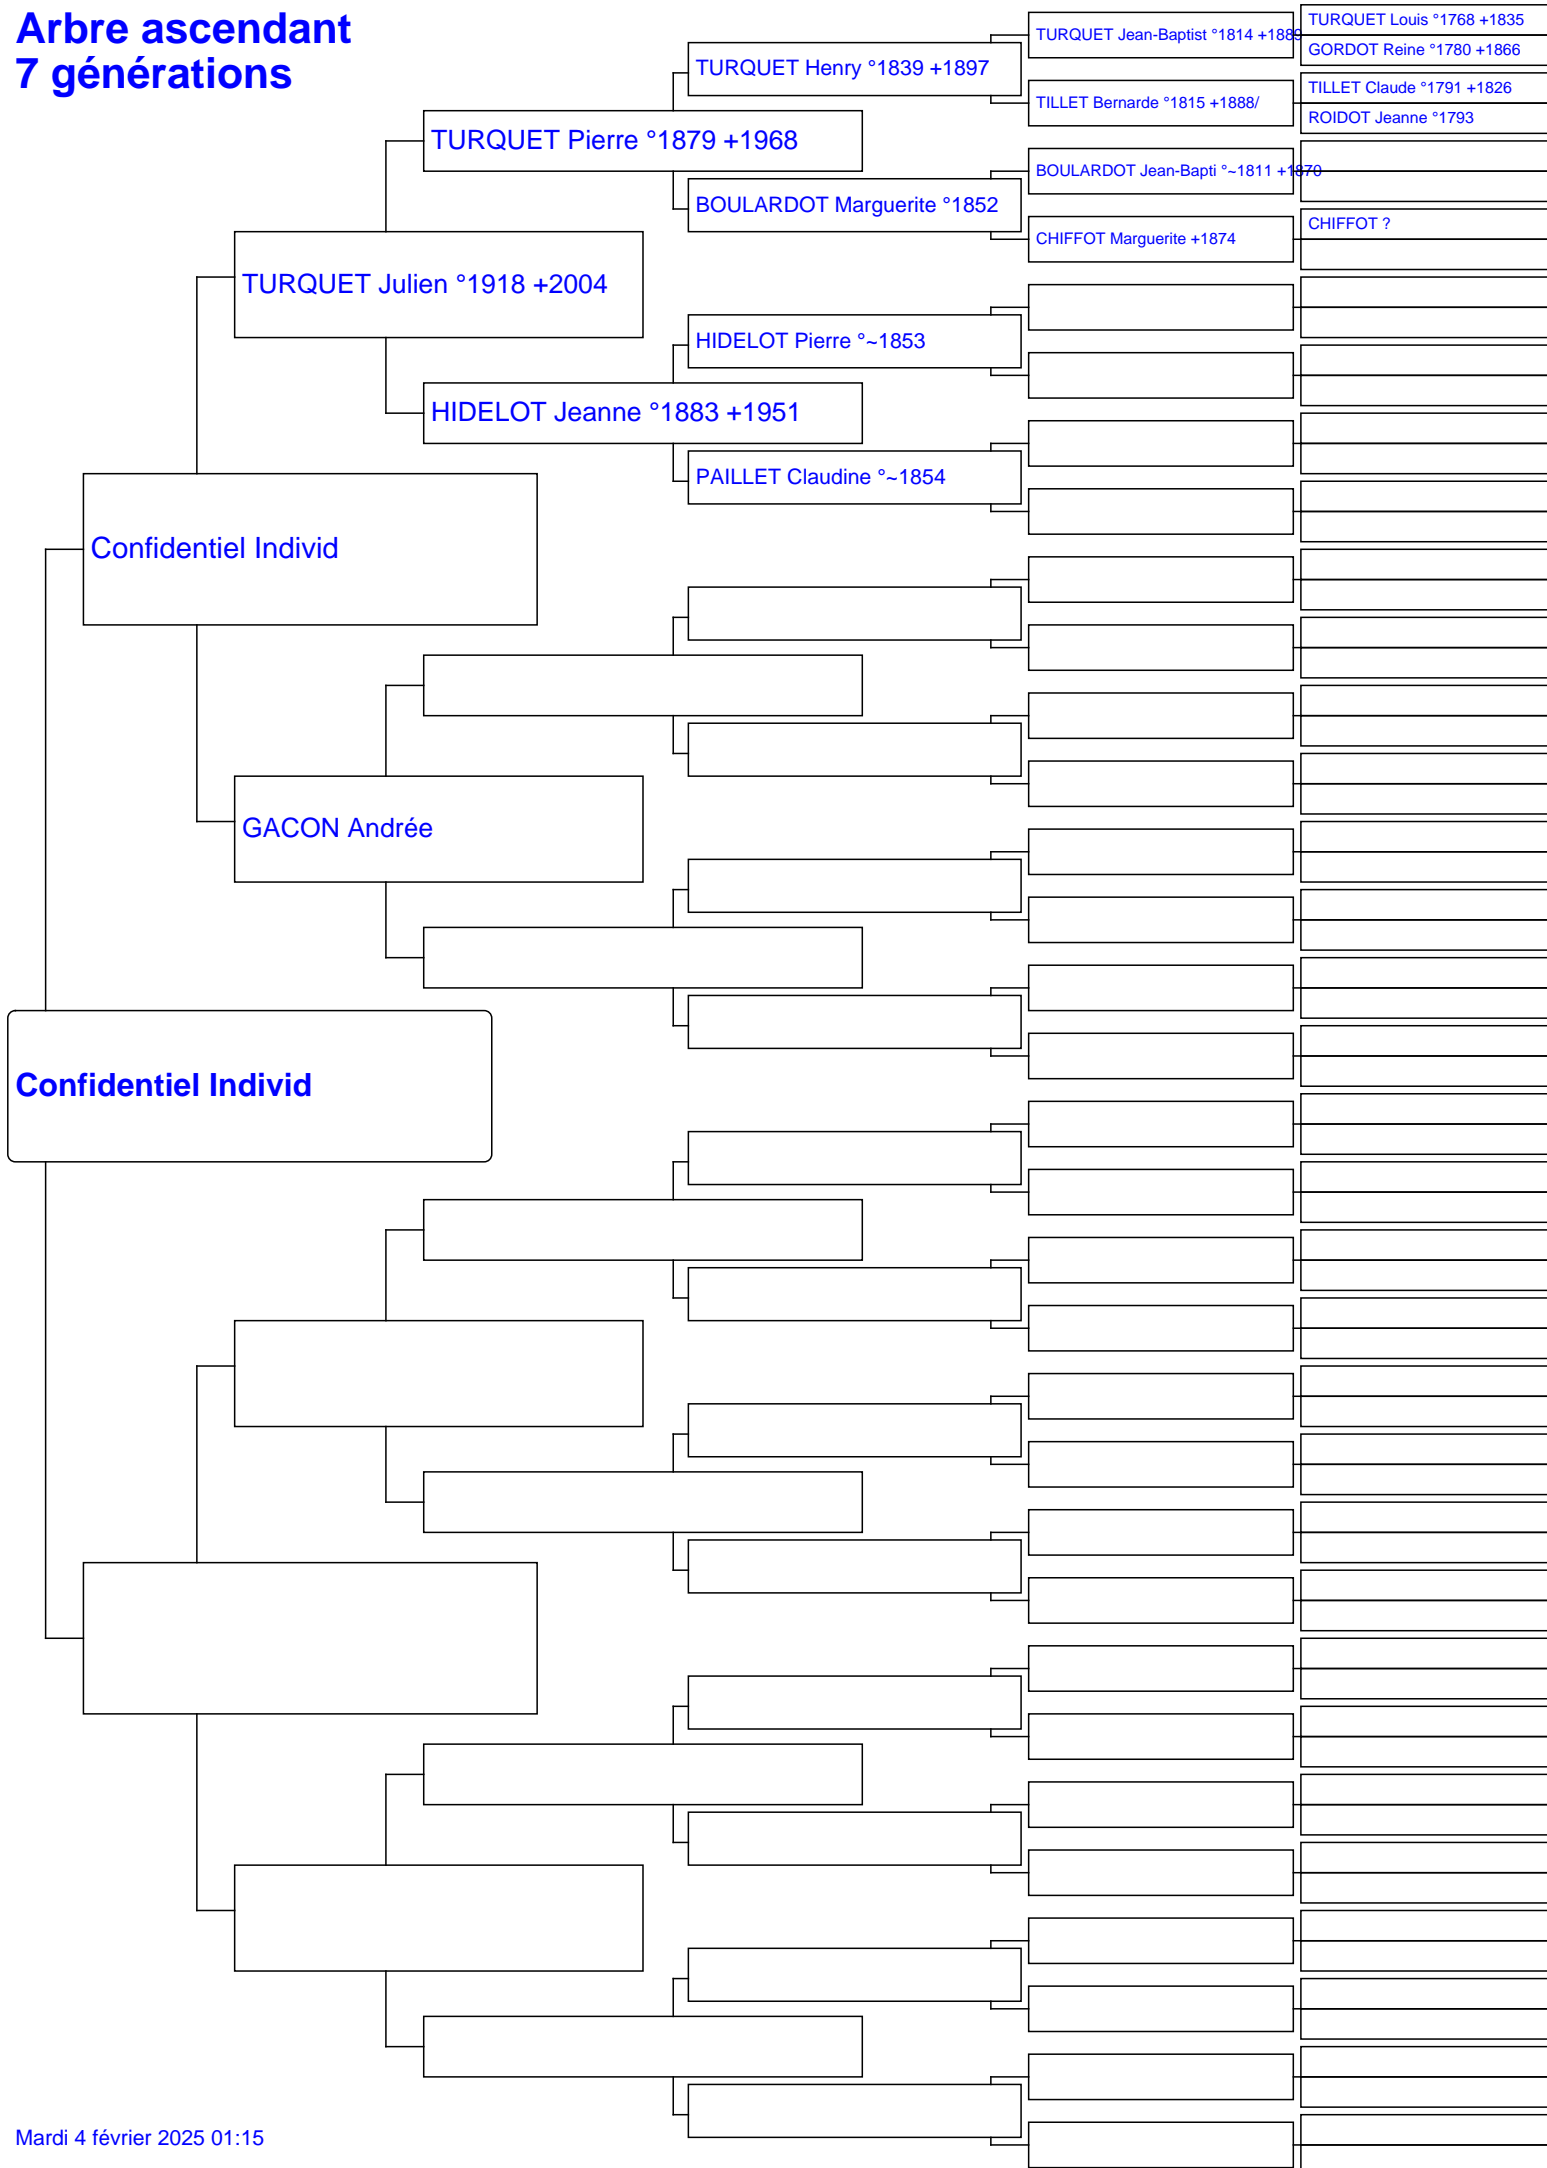 Arbre ascendant
7 générations
TURQUET Louis °1768 +1835
TURQUET Jean-Baptist °1814 +1889
GORDOT Reine °1780 +1866
TURQUET Henry °1839 +1897
TILLET Claude °1791 +1826
TILLET Bernarde °1815 +1888/
ROIDOT Jeanne °1793
TURQUET Pierre °1879 +1968
BOULARDOT Jean-Bapti °~1811 +1870
BOULARDOT Marguerite °1852
CHIFFOT ?
CHIFFOT Marguerite +1874
TURQUET Julien °1918 +2004
HIDELOT Pierre °~1853
HIDELOT Jeanne °1883 +1951
PAILLET Claudine °~1854
Confidentiel Individ
GACON Andrée
Confidentiel Individ
Mardi 4 février 2025 01:15